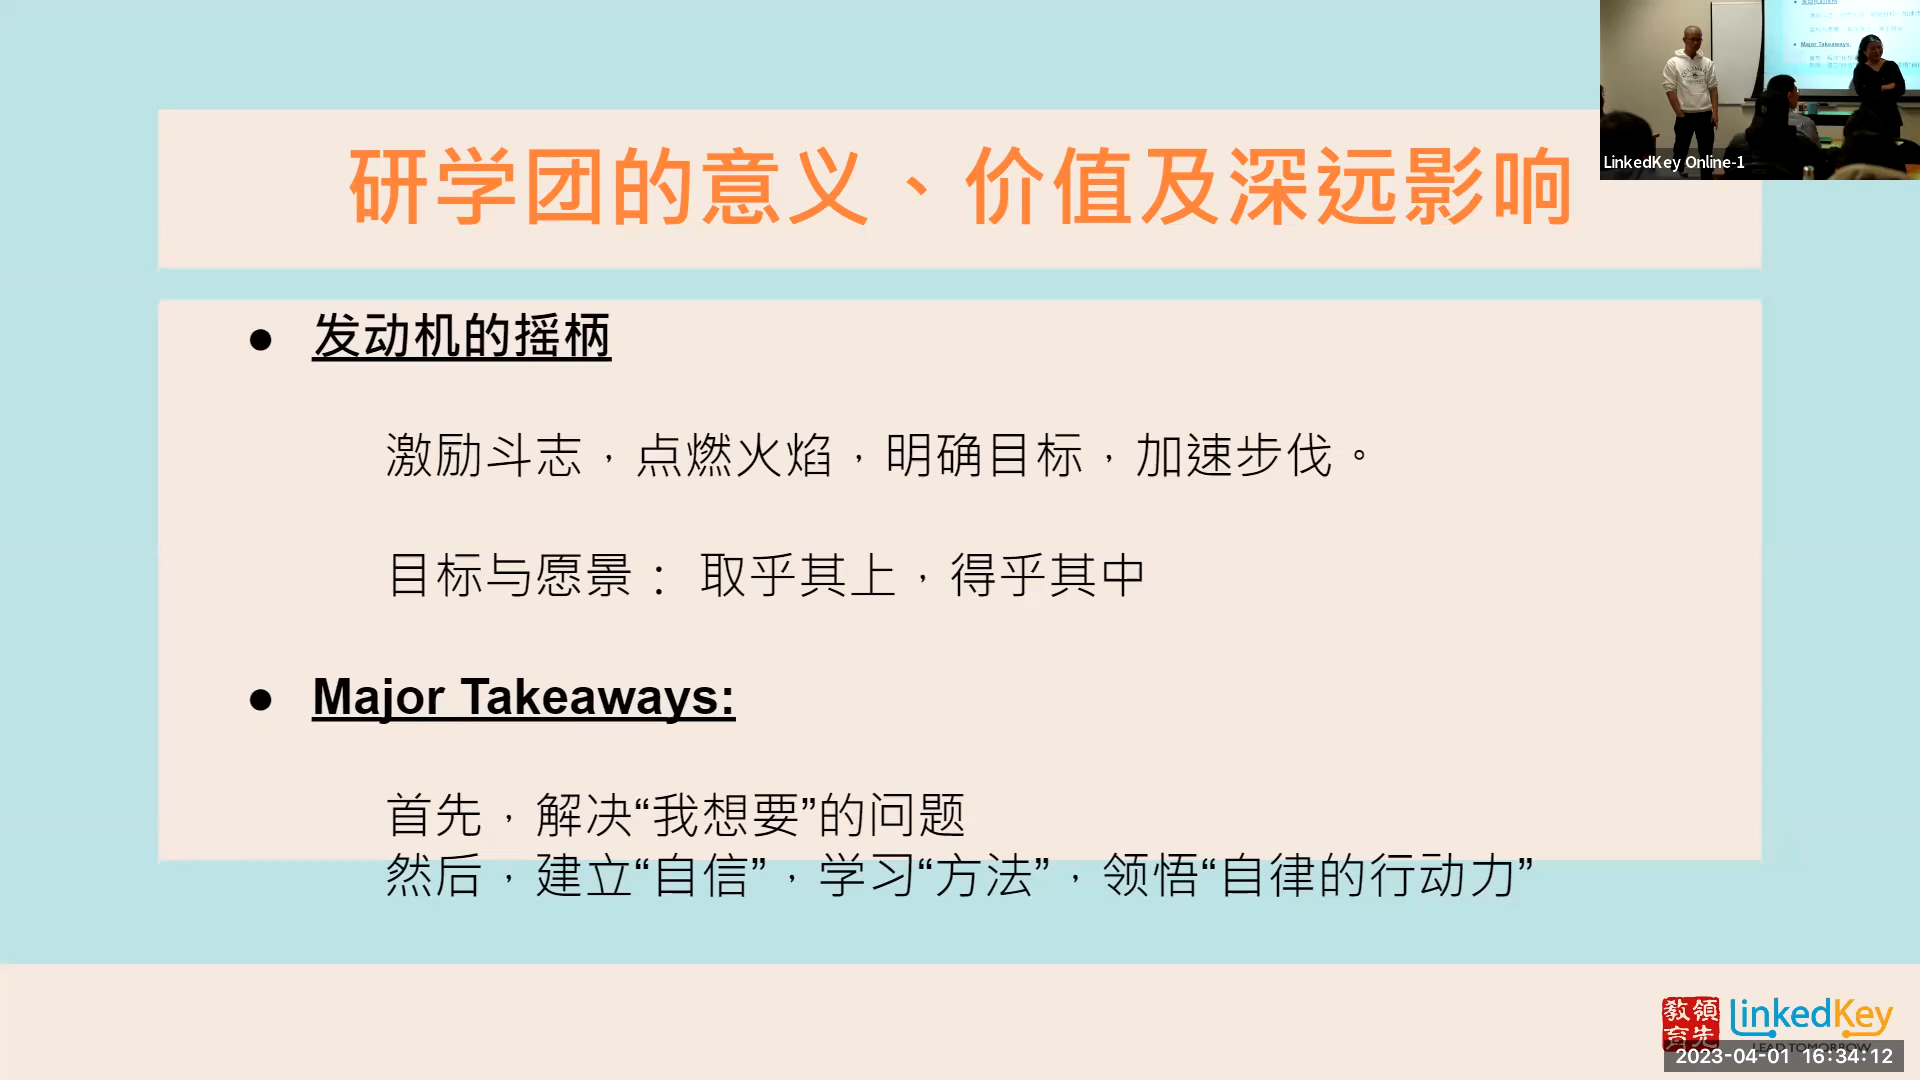 研学团的意义、价值及深远影响
● 发动机的摇柄
激励斗志，点燃火焰，明确目标，加速步伐。
目标与愿景： 取乎其上，得乎其中
● Major Takeaways:
首先，解决“我想要”的问题
然后，建立“自信”，学习“方法”，领悟“自律的行动力”
LinkedKey Online-1
Major Takeaways:
教領
育先
LinkedKey
LEAD TOMORROW
2023-04-01 16:34:12